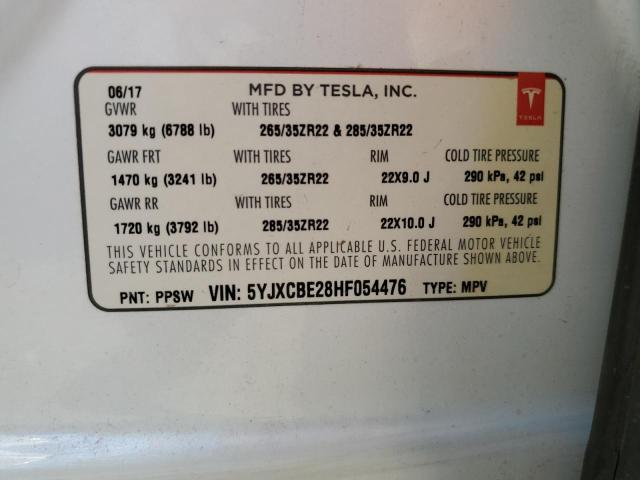 06/17 MFD BY TESLA, INC.
GVWR WITH TIRES
3079 kg (6788 lb) 265/35ZR22 & 285/35ZR22
TESLA
GAWR FRT WITH TIRES RIM COLD TIRE PRESSURE
1470 kg (3241 lb) 265/35ZR22 22X9.0 J 290 kPa, 42 psi
GAWR RR WITH TIRES RIM COLD TIRE PRESSURE
1720 kg (3792 lb) 285/35ZR22 22X10.0 J 290 kPa, 42 psi
THIS VEHICLE CONFORMS TO ALL APPLICABLE U.S. FEDERAL MOTOR VEHICLE
SAFETY STANDARDS IN EFFECT ON THE DATE OF MANUFACTURE SHOWN ABOVE.
PNT: PPSW VIN: 5YJXCBE28HF054476 TYPE: MPV